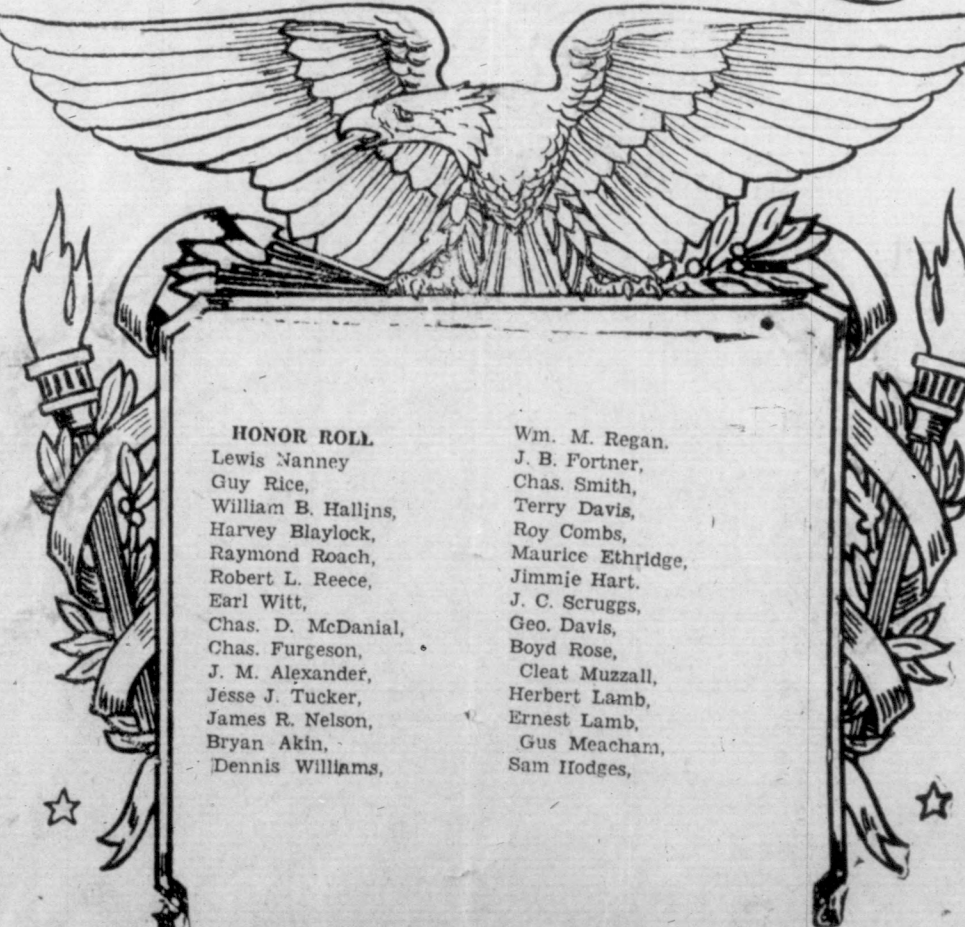 HONOR ROLL
Lewis Nanney
Guy Rice,
William B. Hallins,
Harvey Blaylock,
Raymond Roach,
Robert L. Reece,
Earl Witt,
Chas. D. McDanial,
Chas. Furgeson,
J. M. Alexander,
Jesse J. Tucker,
James R. Nelson,
Bryan Akin,
Dennis Williams,
Wm. M. Regan.
J. B. Fortner,
Chas. Smith,
Terry Davis,
Roy Combs,
Maurice Ethridge,
Jimmie Hart.
J. C. Scruggs,
Geo. Davis,
Boyd Rose,
Cleat Muzzall,
Herbert Lamb,
Ernest Lamb,
Gus Meacham,
Sam Hodges,